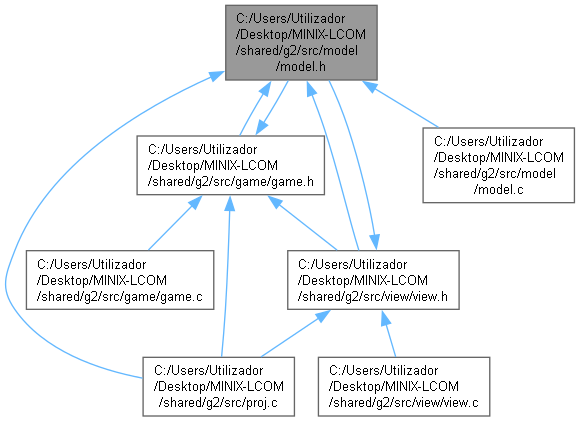 C:/Users/Utilizador
/Desktop/MINIX-LCOM
/shared/g2/src/model
/model.h
C:/Users/Utilizador
/Desktop/MINIX-LCOM
/shared/g2/src/game/game.h
C:/Users/Utilizador
/Desktop/MINIX-LCOM
/shared/g2/src/model
/model.c
C:/Users/Utilizador
/Desktop/MINIX-LCOM
/shared/g2/src/game/game.c
C:/Users/Utilizador
/Desktop/MINIX-LCOM
/shared/g2/src/view/view.h
C:/Users/Utilizador
/Desktop/MINIX-LCOM
/shared/g2/src/proj.c
C:/Users/Utilizador
/Desktop/MINIX-LCOM
/shared/g2/src/view/view.c